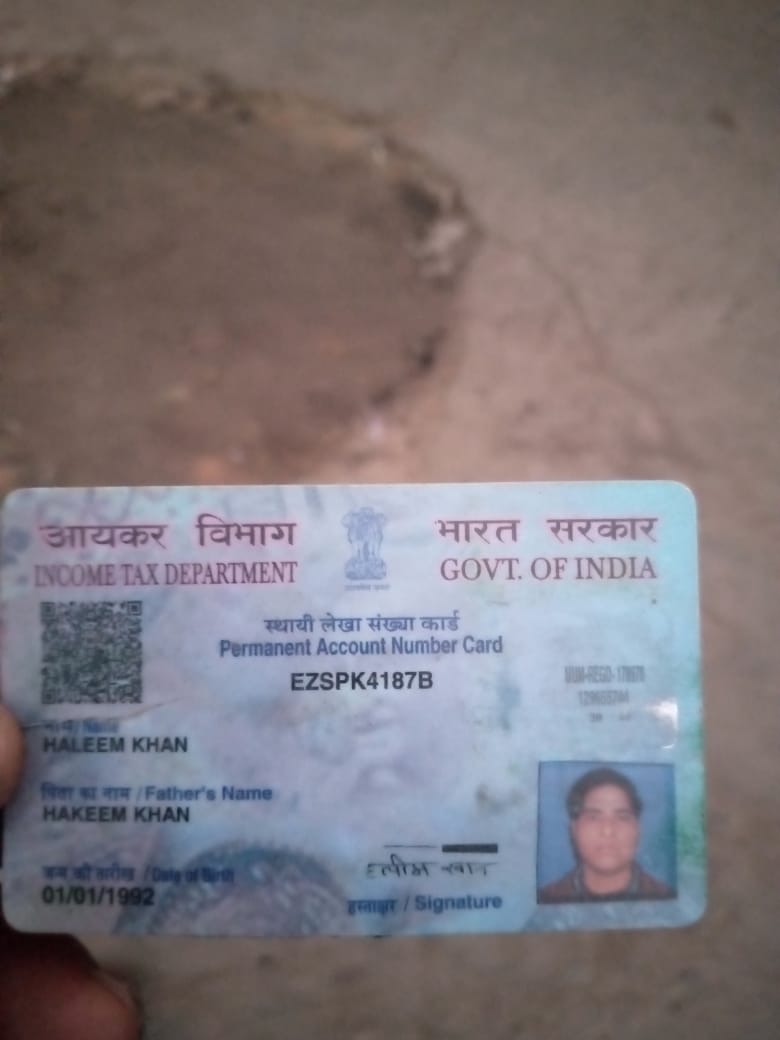 आयकर विभाग
INCOME TAX DEPARTMENT
भारत सरकार
GOVT. OF INDIA
स्थायी लेखा संख्या कार्ड
Permanent Account Number Card
EZSPK4187B
नाम / Name
HALEEM KHAN
पिता का नाम / Father's Name
HAKEEM KHAN
जन्म की तारीख / Date of Birth
01/01/1992
हलीम खान
हस्ताक्षर / Signature